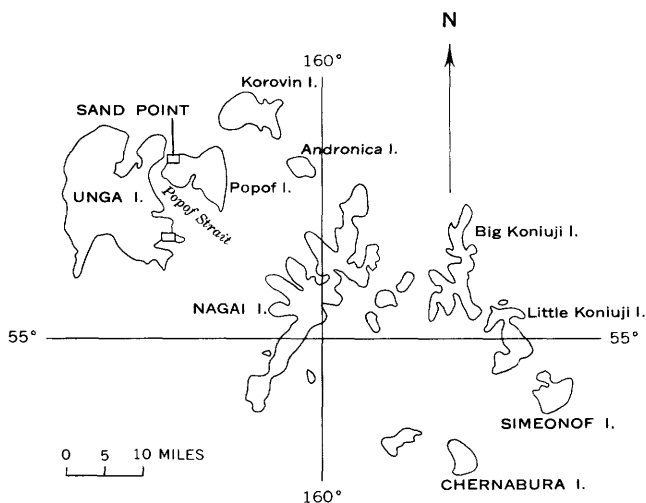 N
160°
Korovin I.
SAND POINT
Andronica I.
Popof I.
UNGA I.
Popof Strait
Big Koniuji I.
NAGAI I.
Little Koniuji I.
55°
55°
SIMEONOF I.
0 5 10 MILES
CHERNABURA I.
160°